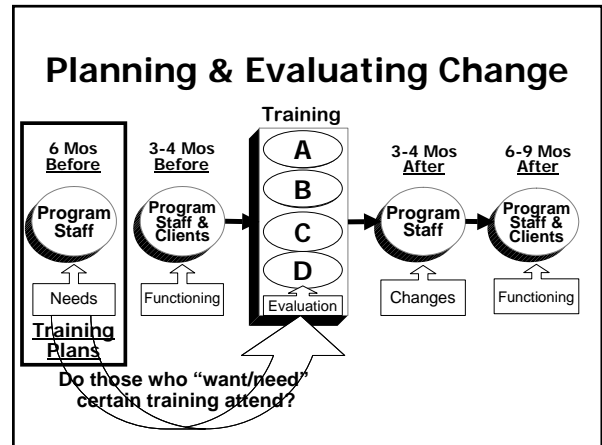 Planning & Evaluating Change
Training
6 Mos
Before
3-4 Mos
Before
3-4 Mos
After
6-9 Mos
After
Program
Staff
Program
Staff &
Clients
A
B
C
D
Program
Staff
Program
Staff &
Clients
Needs
Functioning
Evaluation
Changes
Functioning
Training
Plans
Do those who “want/need”
certain training attend?